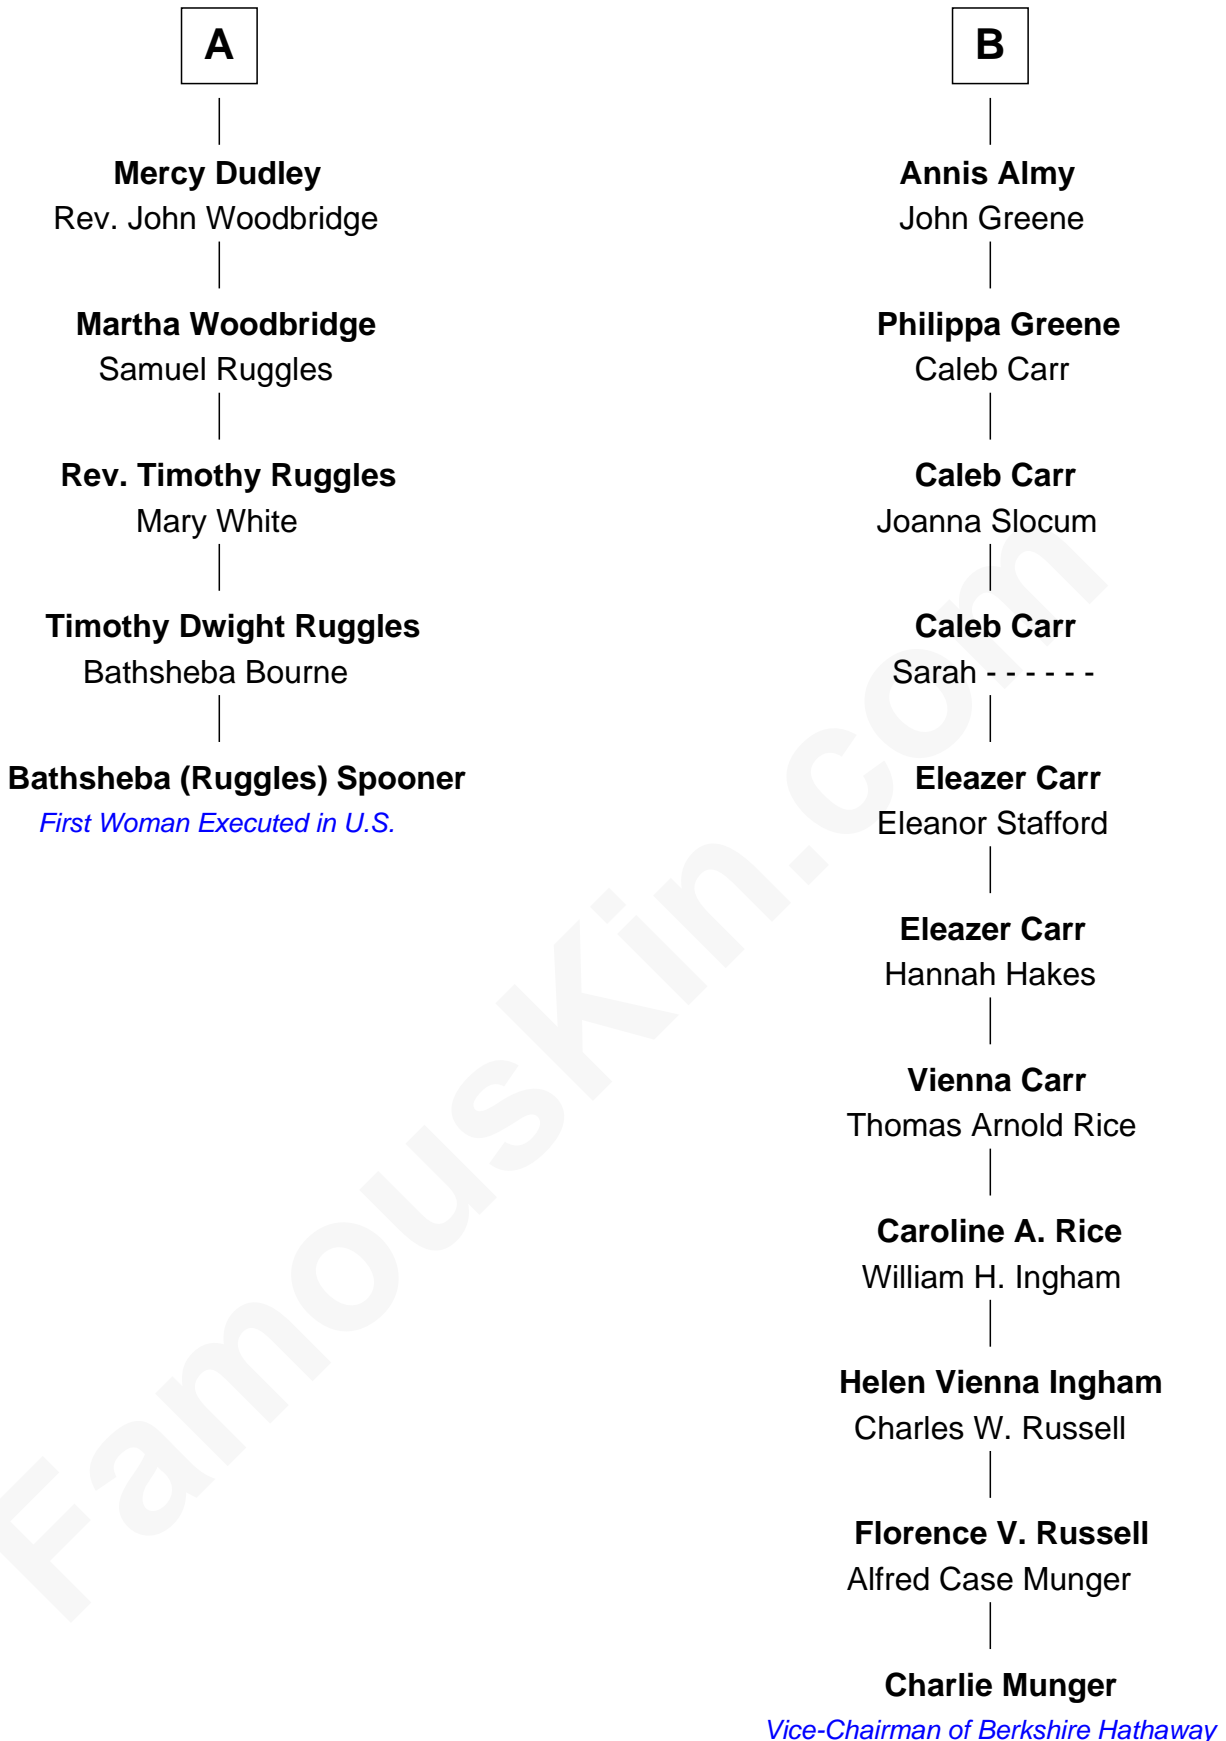 A
Mercy Dudley
Rev. John Woodbridge
Martha Woodbridge
Samuel Ruggles
Rev. Timothy Ruggles
Mary White
Timothy Dwight Ruggles
Bathsheba Bourne
Bathsheba (Ruggles) Spooner
First Woman Executed in U.S.
B
Annis Almy
John Greene
Philippa Greene
Caleb Carr
Caleb Carr
Joanna Slocum
Caleb Carr
Sarah - - - - - -
Eleazer Carr
Eleanor Stafford
Eleazer Carr
Hannah Hakes
Vienna Carr
Thomas Arnold Rice
Caroline A. Rice
William H. Ingham
Helen Vienna Ingham
Charles W. Russell
Florence V. Russell
Alfred Case Munger
Charlie Munger
Vice-Chairman of Berkshire Hathaway
FamousKin.com